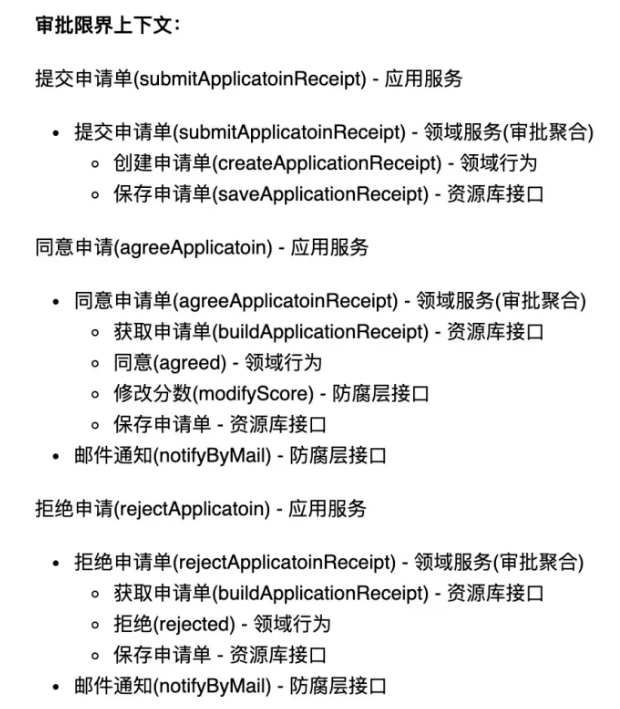 审批限界上下文：
提交申请单(submitApplicatoinReceipt) - 应用服务
• 提交申请单(submitApplicatoinReceipt) - 领域服务(审批聚合)
◦ 创建申请单(createApplicationReceipt) - 领域行为
◦ 保存申请单(saveApplicationReceipt) - 资源库接口
同意申请(agreeApplicatoin) - 应用服务
• 同意申请单(agreeApplicatoinReceipt) - 领域服务(审批聚合)
◦ 获取申请单(buildApplicationReceipt) - 资源库接口
◦ 同意(agreed) - 领域行为
◦ 修改分数(modifyScore) - 防腐层接口
◦ 保存申请单 - 资源库接口
• 邮件通知(notifyByMail) - 防腐层接口
拒绝申请(rejectApplicatoin) - 应用服务
• 拒绝申请单(rejectApplicatoinReceipt) - 领域服务(审批聚合)
◦ 获取申请单(buildApplicationReceipt) - 资源库接口
◦ 拒绝(rejected) - 领域行为
◦ 保存申请单 - 资源库接口
• 邮件通知(notifyByMail) - 防腐层接口